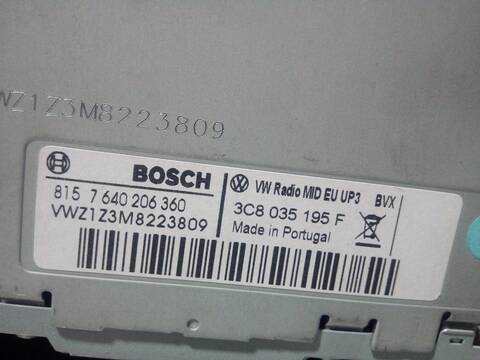 WZ1Z3M8223809
BOSCH
VW Radio MID EU UP3 BVX
815 7 640 206 360
3C8 035 195 F
VWZ1Z3M8223809
Made in Portugal